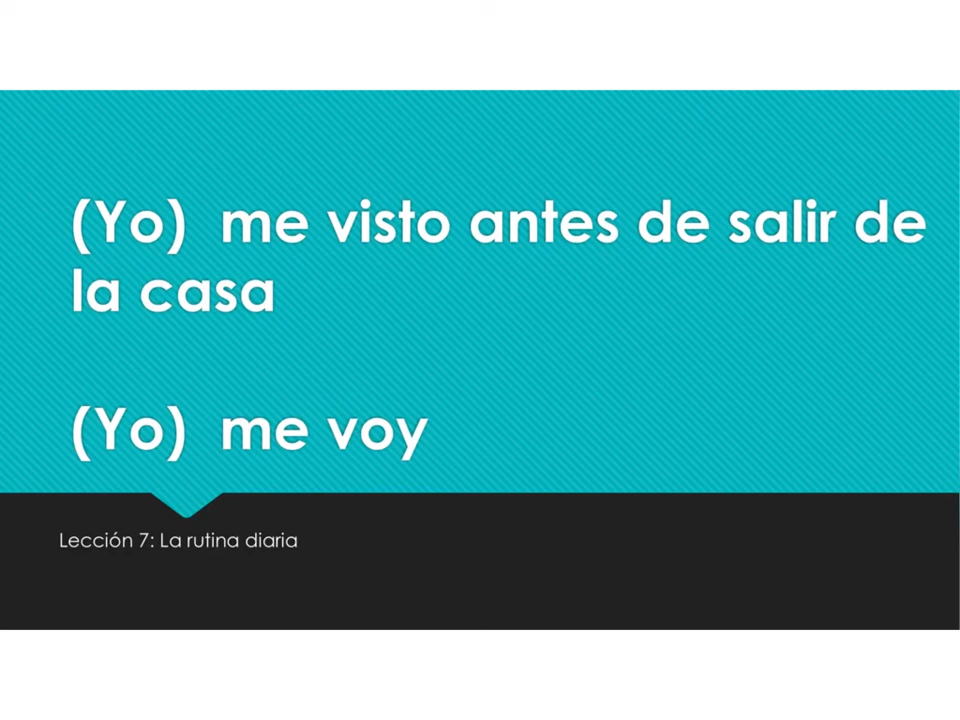 (Yo) me visto antes de salir de
la casa
(Yo) me voy
Lección 7: La rutina diaria